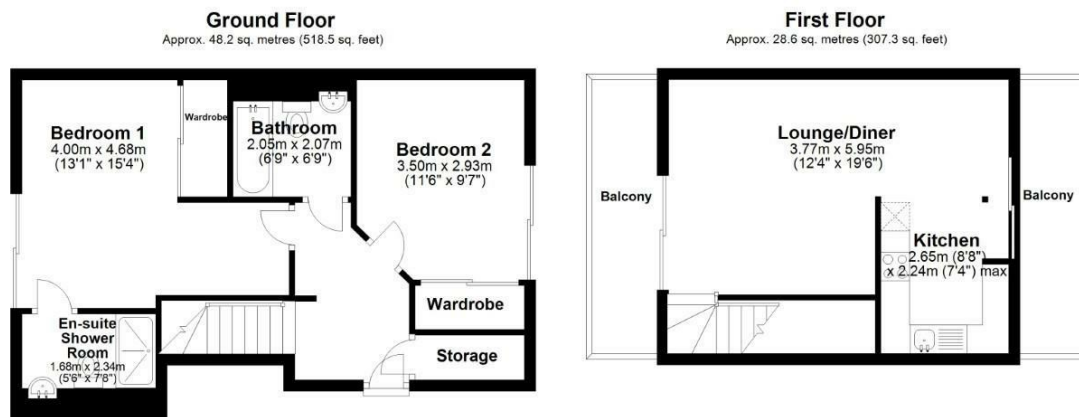 Ground Floor
Approx. 48.2 sq. metres (518.5 sq. feet)
Bedroom 1
4.00m x 4.68m
(13'1" x 15'4")
Wardrobe
Bathroom
2.05m x 2.07m
(6'9" x 6'9")
Bedroom 2
3.50m x 2.93m
(11'6" x 9'7")
Wardrobe
Storage
En-suite
Shower
Room
1.68m x 2.34m
(5'6" x 7'8")
First Floor
Approx. 28.6 sq. metres (307.3 sq. feet)
Lounge/Diner
3.77m x 5.95m
(12'4" x 19'6")
Balcony
Balcony
Kitchen
2.65m (8'8")
x 2.24m (7'4") max